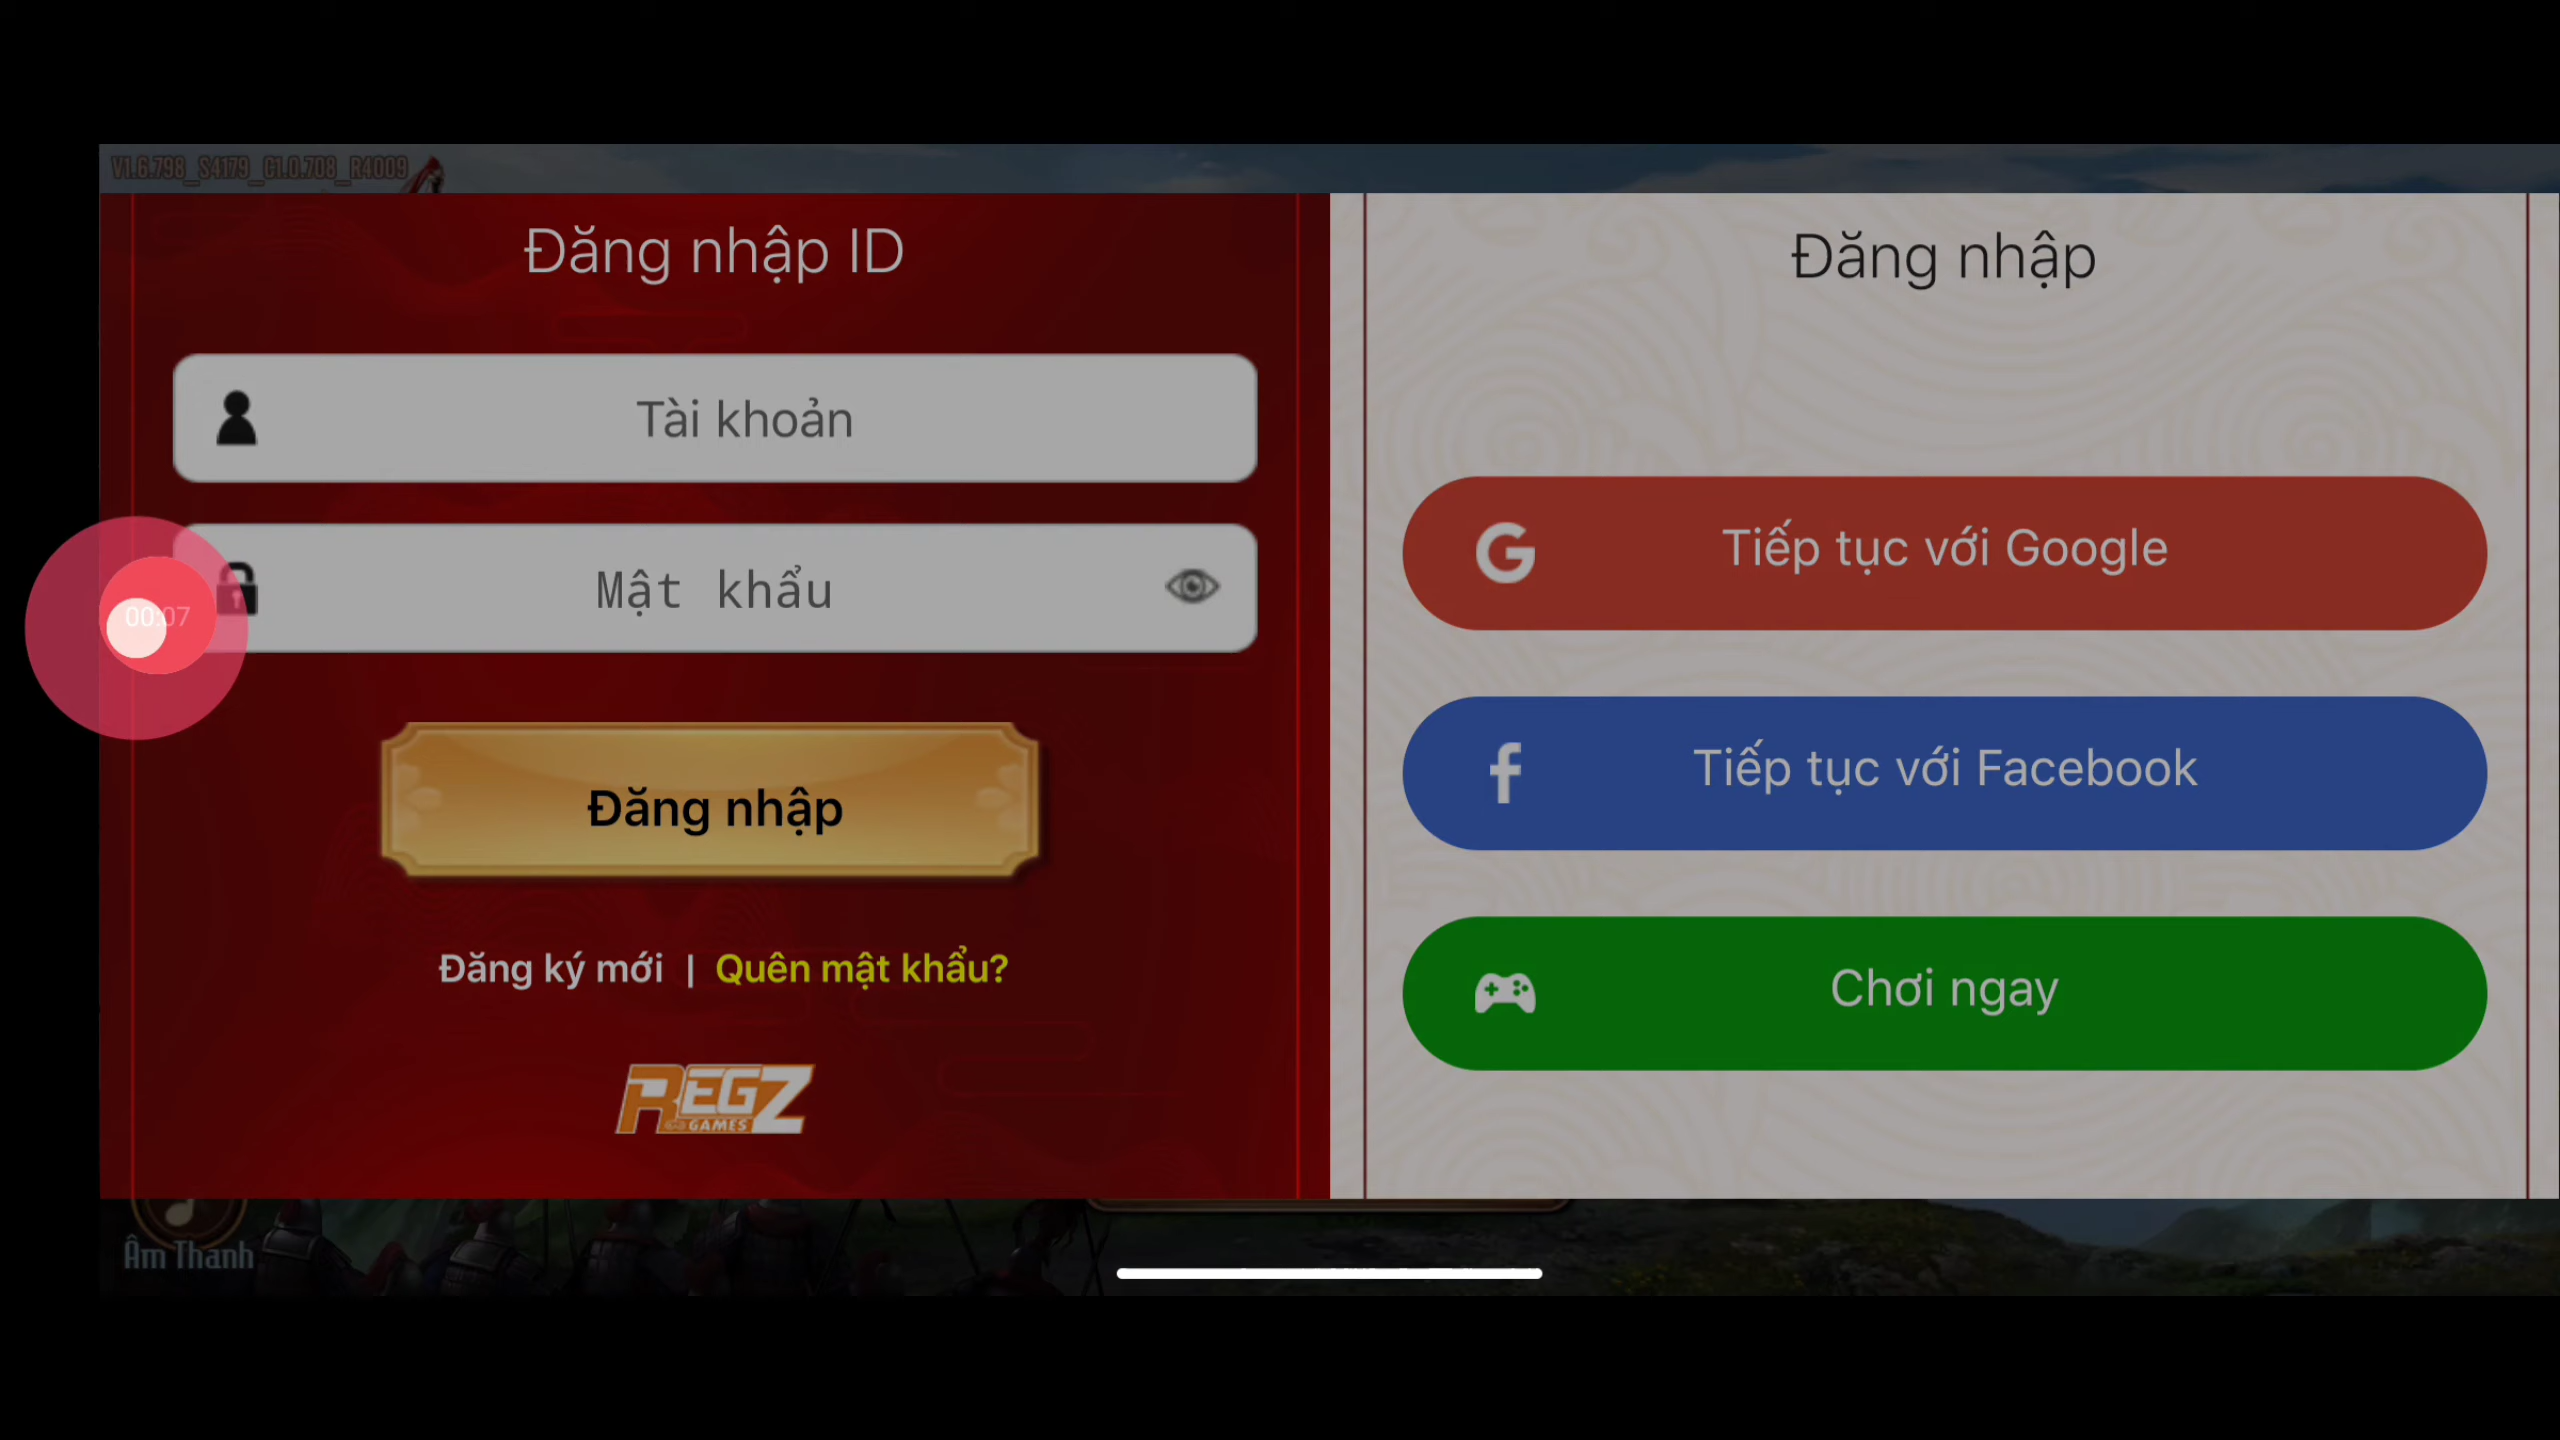 V1.6.798_S4179_C1.0.708_R4009
Đăng nhập ID
Tài khoản
Mật khẩu
00:07
Đăng nhập
Đăng ký mới | Quên mật khẩu?
REGZ
GAMES
Đăng nhập
Tiếp tục với Google
Tiếp tục với Facebook
Chơi ngay
Âm Thanh